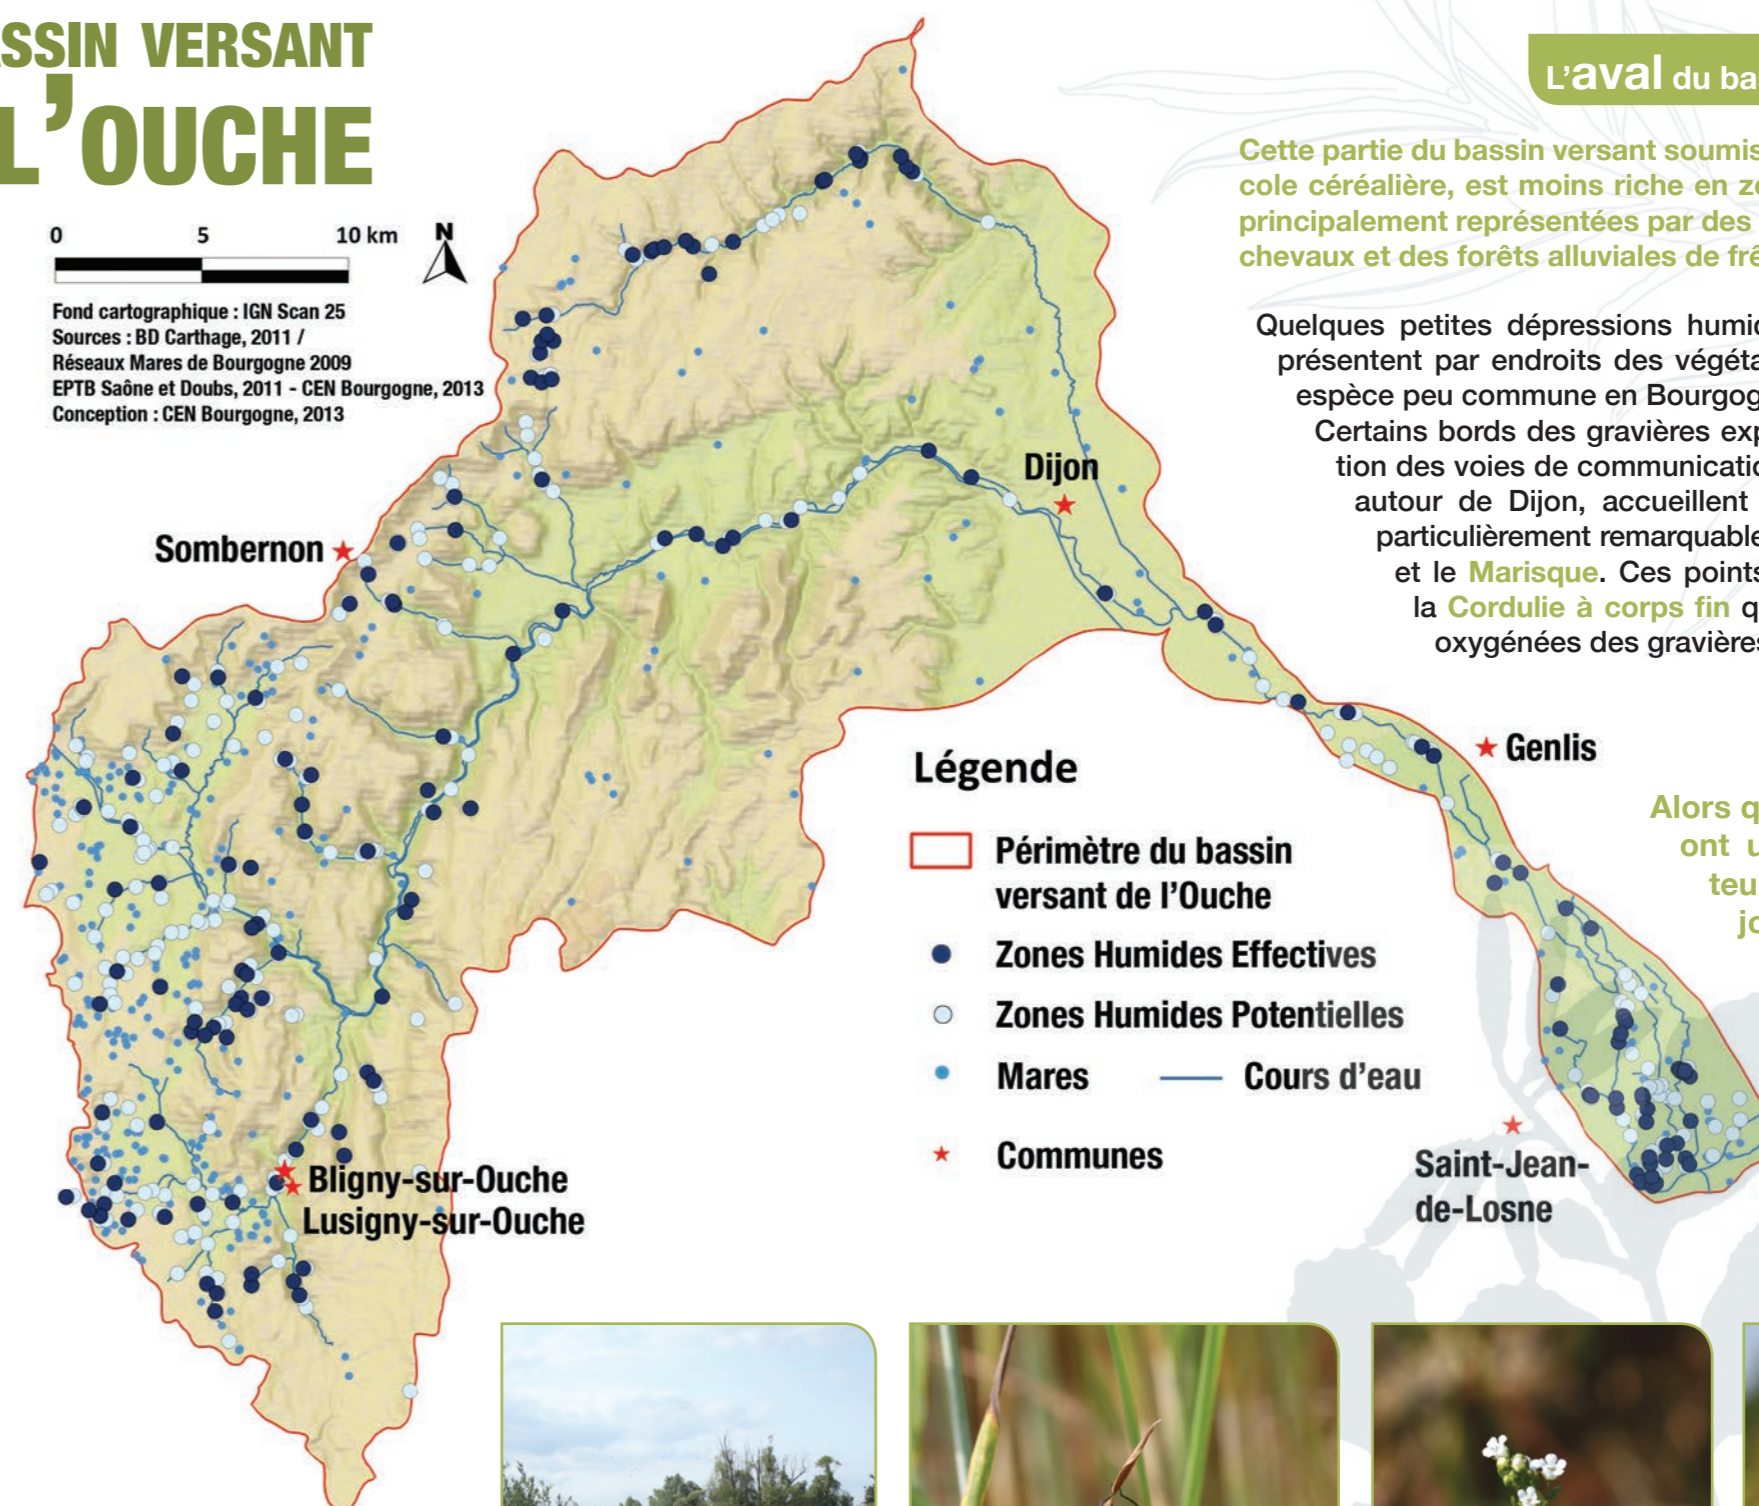 ASSIN VERSANT
L'OUCHE
0 5 10 km N
Fond cartographique : IGN Scan 25
Sources : BD Carthage, 2011 /
Réseaux Mares de Bourgogne 2009
EPTB Saône et Doubs, 2011 - CEN Bourgogne, 2013
Conception : CEN Bourgogne, 2013
Dijon
Sombernon
Genlis
Bligny-sur-Ouche
Lusigny-sur-Ouche
Saint-Jean-
de-Losne
Légende
Périmètre du bassin
versant de l'Ouche
Zones Humides Effectives
Zones Humides Potentielles
Mares
Cours d'eau
Communes
L'aval du bas
Cette partie du bassin versant soumis
cole céréalière, est moins riche en z
principalement représentées par des
chevaux et des forêts alluviales de fr
Quelques petites dépressions humi
présentent par endroits des végéta
espèce peu commune en Bourgog
Certains bords des gravières exp
tion des voies de communicatio
autour de Dijon, accueillent
particulièrement remarquable
et le Marisque. Ces points
la Cordulie à corps fin q
oxygénées des gravières
Alors q
ont u
teu
jo